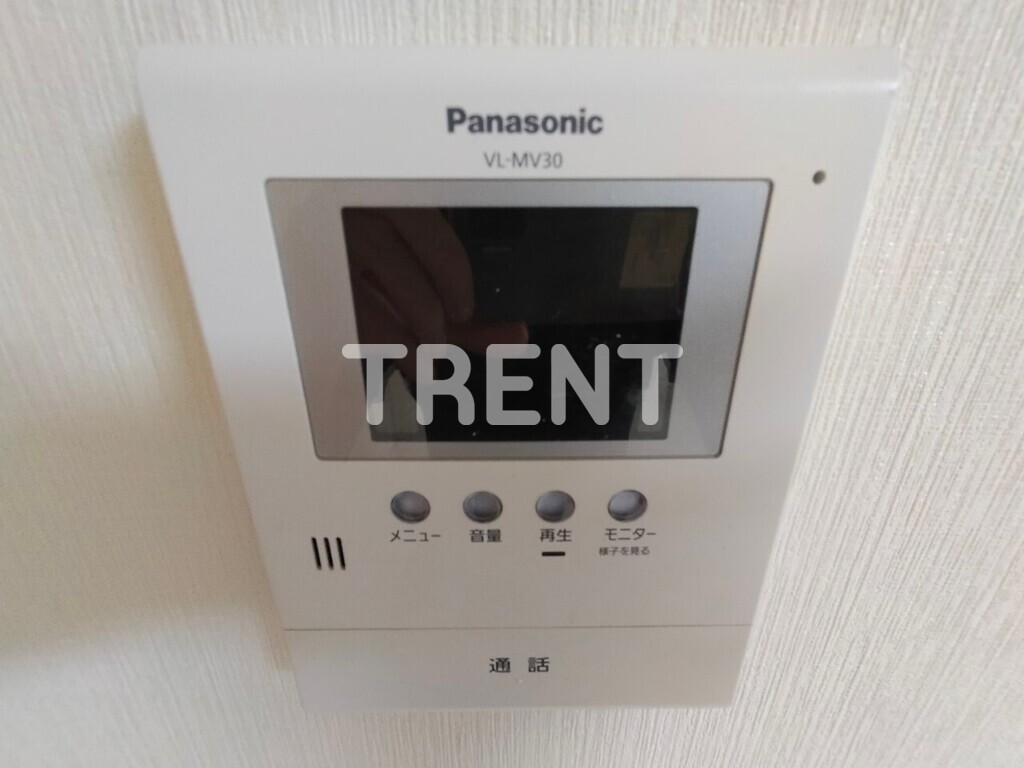 Panasonic
VL-MV30
TRENT
メニュー 音量 再生 モニター
様子を見る
通話